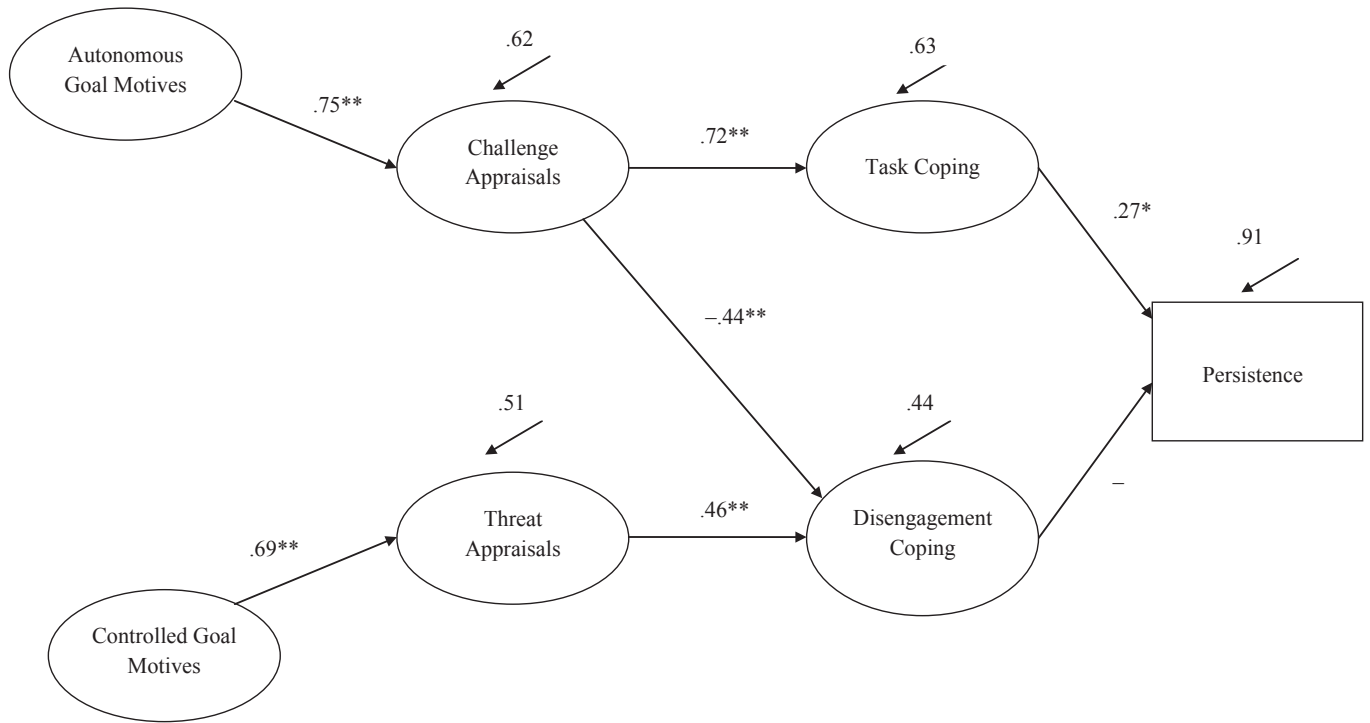 Autonomous
Goal Motives
.75**
.62
Challenge
Appraisals
.72**
.63
Task Coping
.27*
.91
Persistence
–.44**
.51
Threat
Appraisals
.46**
.44
Disengagement
Coping
–
.69**
Controlled Goal
Motives